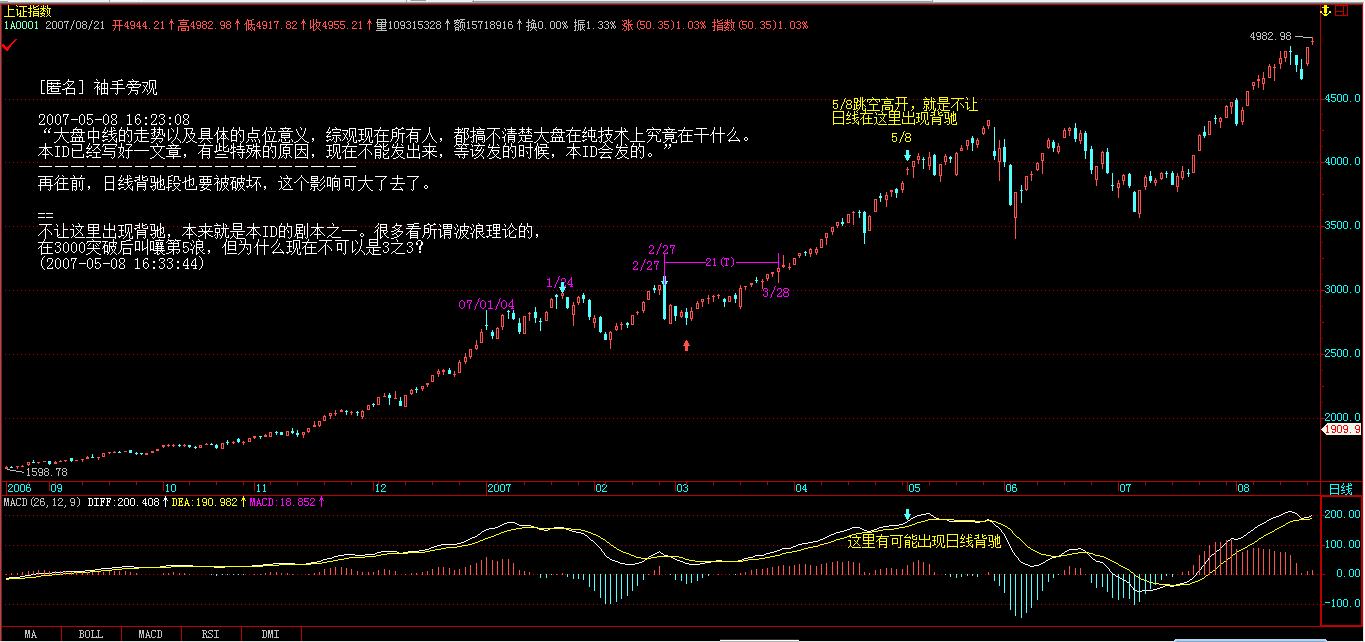 上证指数
1A0001 2007/08/21 开4944.21↑高4982.98↑低4917.82↑收4955.21↑量109315328↑额15718916↑换0.00% 振1.33% 涨(50.35)1.03% 指数(50.35)1.03%
4982.98
[匿名] 袖手旁观
2007-05-08 16:23:08
“大盘中线的走势以及具体的点位意义，综观现在所有人，都搞不清楚大盘在纯技术上究竟在干什么。
本ID已经写好一文章，有些特殊的原因，现在不能发出来，等该发的时候，本ID会发的。”
————————————————————
再往前，日线背驰段也要被破坏，这个影响可大了去了。
==
不让这里出现背驰，本来就是本ID的剧本之一。很多看所谓波浪理论的，
在3000突破后叫嚷第5浪，但为什么现在不可以是3之3？
(2007-05-08 16:33:44)
5/8跳空高开，就是不让
日线在这里出现背驰
5/8
2/27
2/27
21(T)
1/24
3/28
07/01/04
4500.0
4000.0
3500.0
3000.0
2500.0
2000.0
1909.9
1598.78
2006 09 10 11 12 2007 02 03 04 05 06 07 08 日线
MACD(26,12,9) DIFF:200.408↑DEA:190.982↑MACD:18.852↑
这里有可能出现日线背驰
200.00
100.00
0.00
-100.0
MA BOLL MACD RSI DMI